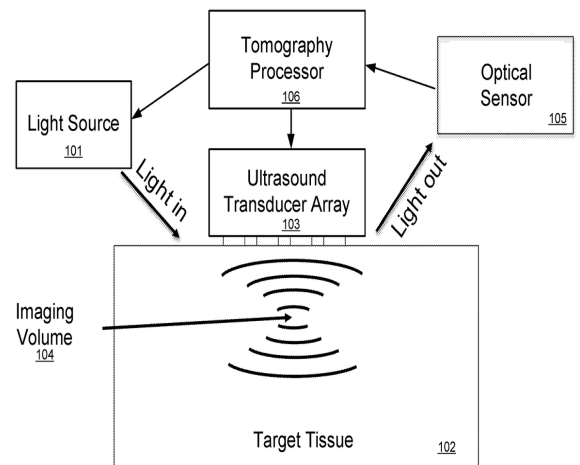 Tomography
Processor
106
Optical
Sensor
105
Light Source
101
Light in
Ultrasound
Transducer Array
103
Light out
Imaging
Volume
104
Target Tissue
102